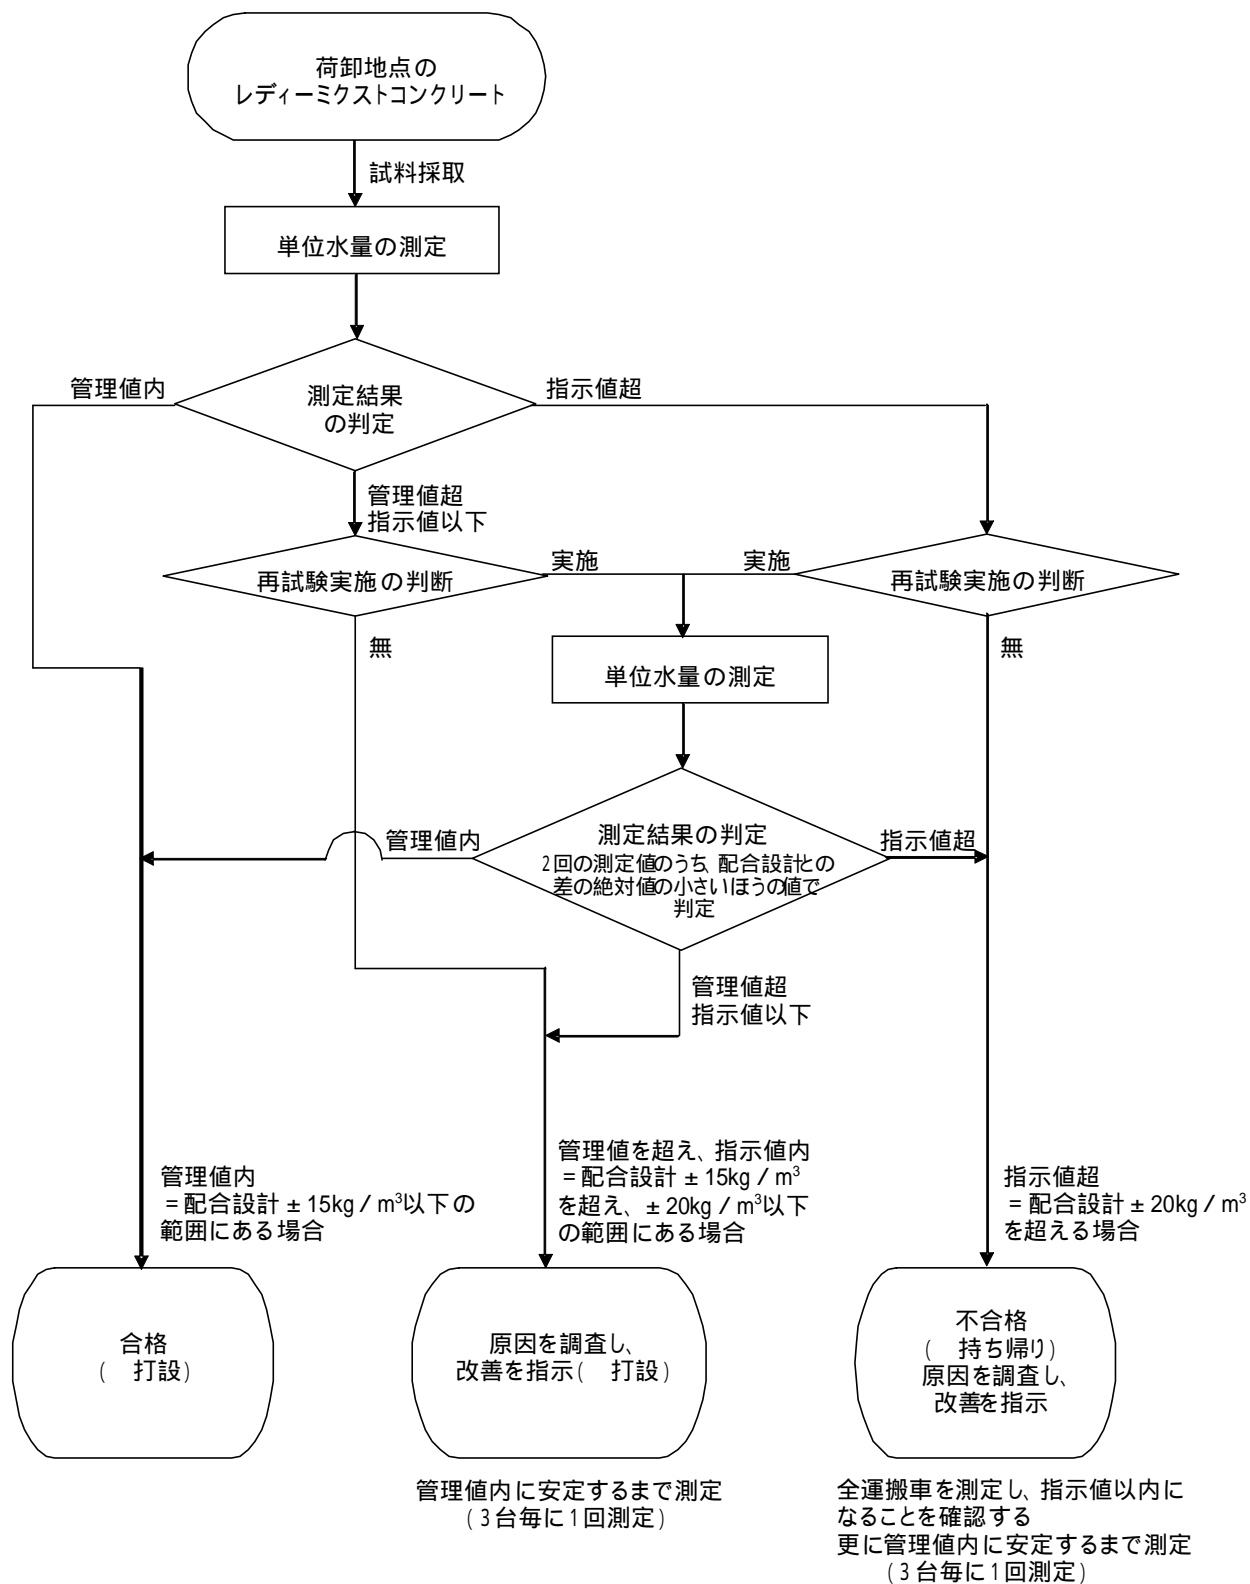 荷卸地点の
レディーミクストコンクリート
試料採取
単位水量の測定
管理値内
測定結果
の判定
指示値超
管理値超
指示値以下
再試験実施の判断
実施
実施
再試験実施の判断
無
無
単位水量の測定
管理値内
測定結果の判定
2回の測定値のうち、配合設計との
差の絶対値の小さいほうの値で
判定
指示値超
管理値超
指示値以下
管理値内
=配合設計±15kg/m³以下の
範囲にある場合
管理値を超え、指示値内
=配合設計±15kg/m³
を超え、±20kg/m³以下
の範囲にある場合
指示値超
=配合設計±20kg/m³
を超える場合
合格
( 打設)
原因を調査し、
改善を指示( 打設)
不合格
( 持ち帰り)
原因を調査し、
改善を指示
管理値内に安定するまで測定
(3台毎に1回測定)
全運搬車を測定し、指示値以内に
なることを確認する
更に管理値内に安定するまで測定
(3台毎に1回測定)